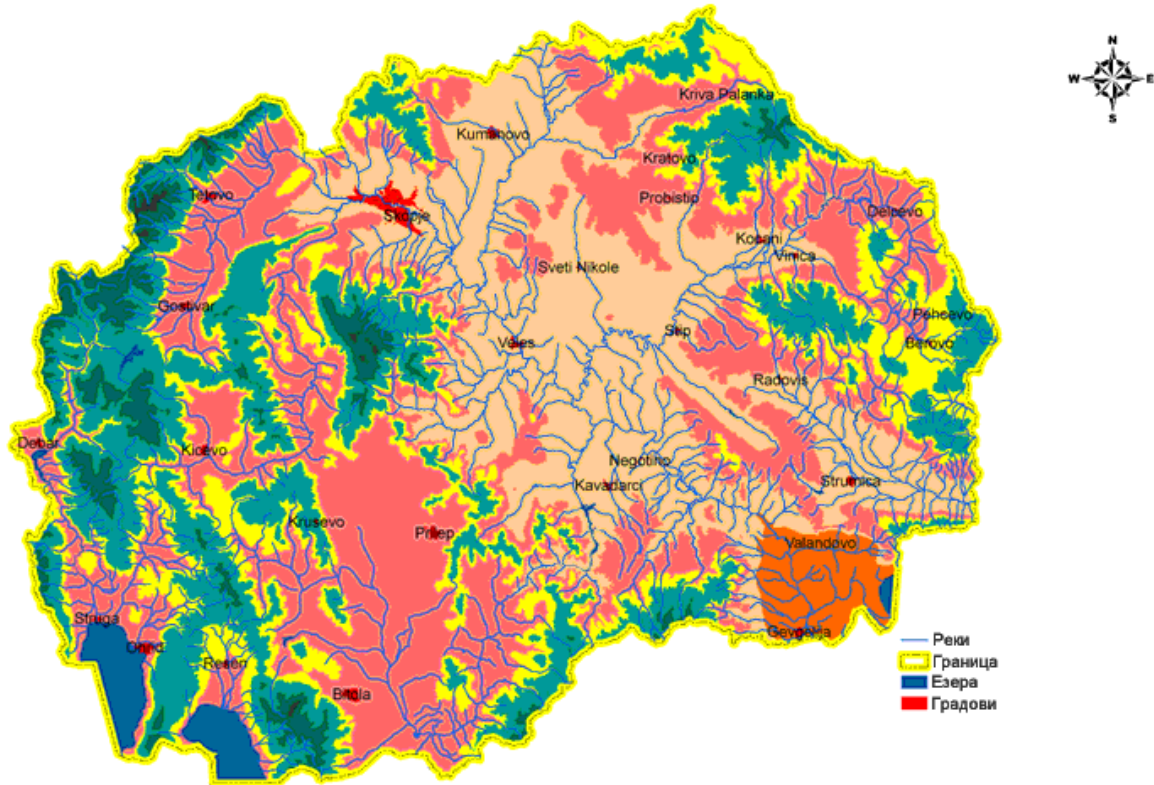 N
W E
S
Kriva Palanka
Kumanovo
Kratovo
Tetovo
Probistip
Skopje
Delcevo
Kocani
Vinica
Sveti Nikole
Gostivar
Pehcevo
Stip
Veles
Berovo
Radovis
Debar
Kicevo
Negotino
Kavadarci
Strumica
Krusevo
Prilep
Valandovo
Struga
Gevgelija
Ohrid
Resen
Bitola
Реки
Граница
Езера
Градови